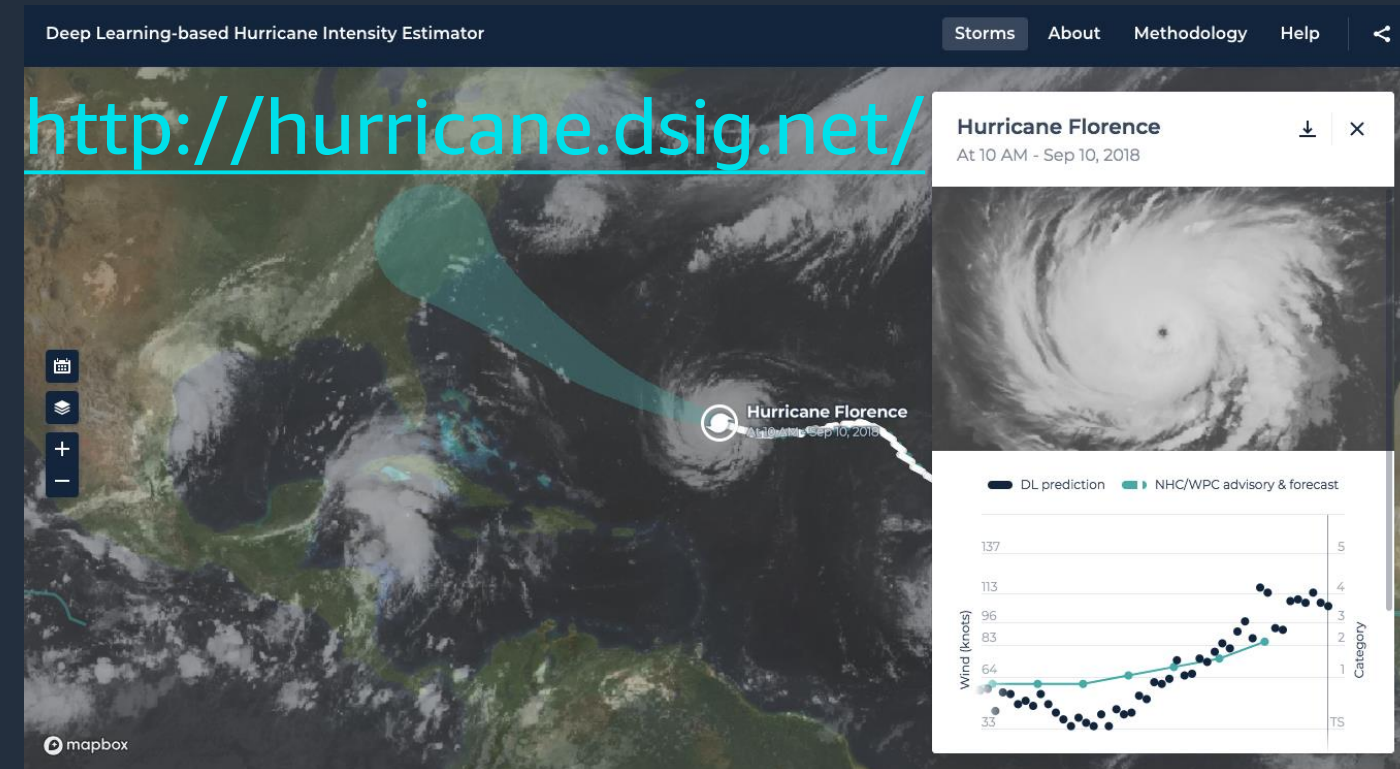 Deep Learning-based Hurricane Intensity Estimator
Storms About Methodology Help
http://hurricane.dsig.net/
Hurricane Florence
At 10 AM - Sep 10, 2018
Hurricane Florence
At 10 AM - Sep 10, 2018
DL prediction NHC/WPC advisory & forecast
137 5
113 4
96 3
83 2
64 1
33 TS
Wind (knots)
Category
mapbox